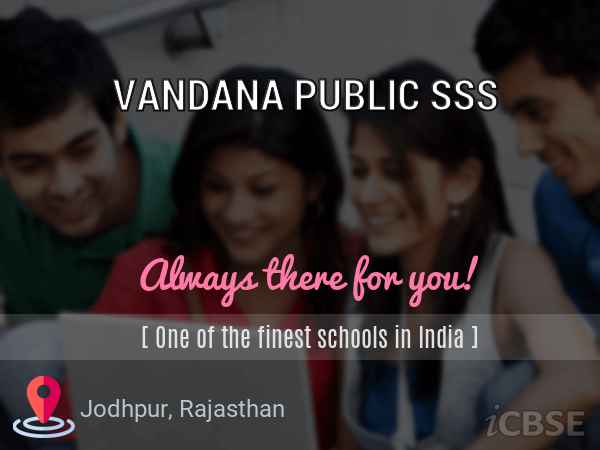 VANDANA PUBLIC SSS
Always there for you!
[ One of the finest schools in India ]
Jodhpur, Rajasthan
iCBSE